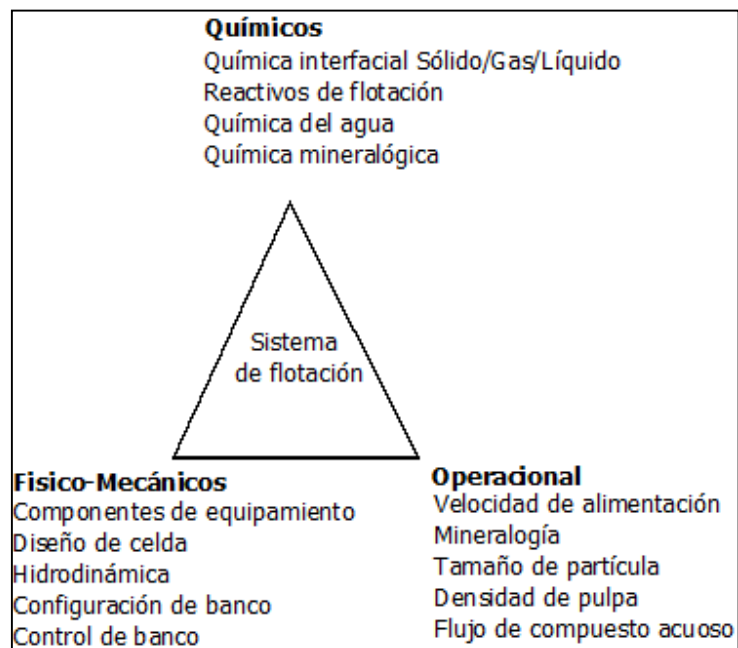 Químicos
Química interfacial Sólido/Gas/Líquido
Reactivos de flotación
Química del agua
Química mineralógica
Sistema
de flotación
Fisico-Mecánicos
Componentes de equipamiento
Diseño de celda
Hidrodinámica
Configuración de banco
Control de banco
Operacional
Velocidad de alimentación
Mineralogía
Tamaño de partícula
Densidad de pulpa
Flujo de compuesto acuoso